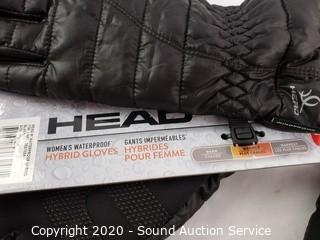 HEAD
WOMEN'S WATERPROOF
HYBRID GLOVES
GANTS IMPERMÉABLES
HYBRIDES
POUR FEMME
Copyright 2020 - Sound Auction Service